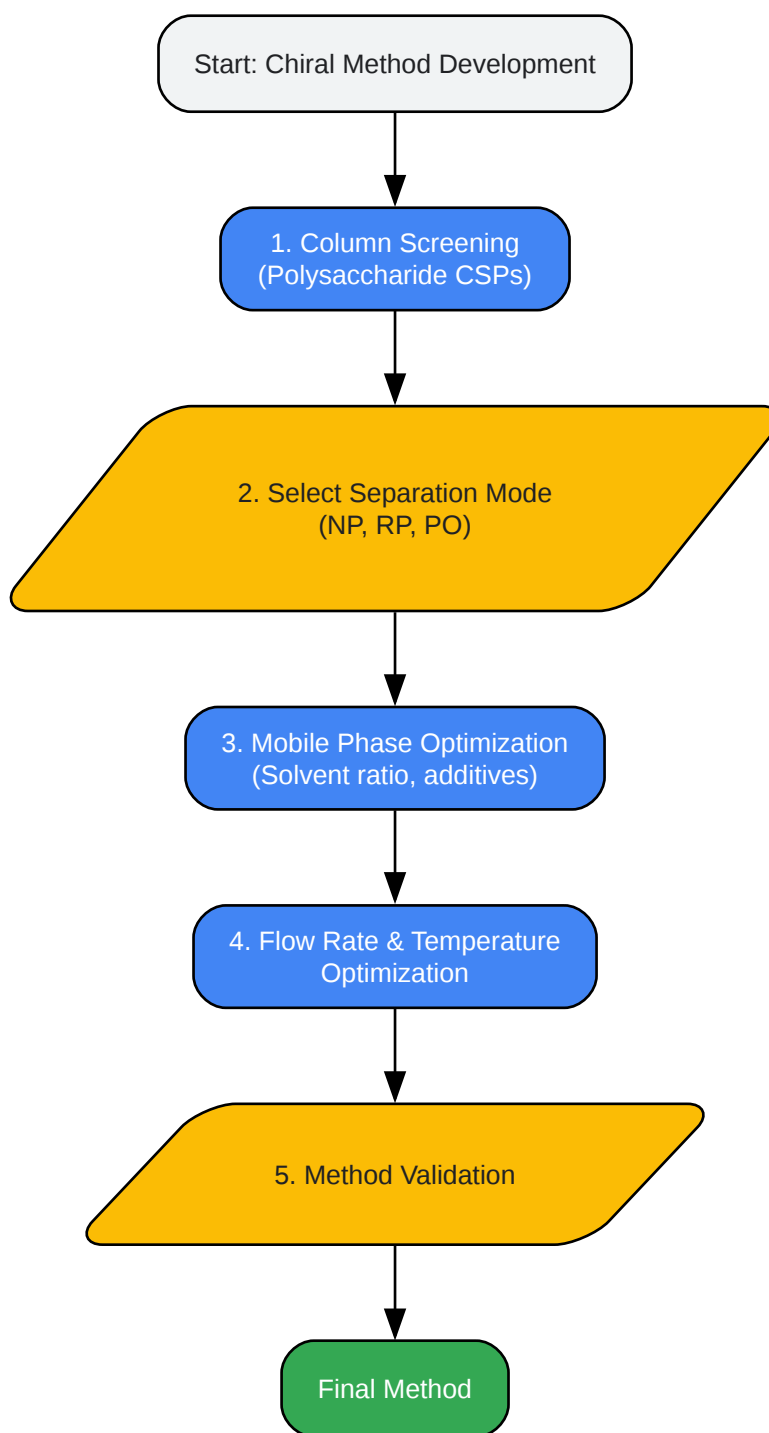 Start: Chiral Method Development
1. Column Screening
(Polysaccharide CSPs)
2. Select Separation Mode
(NP, RP, PO)
3. Mobile Phase Optimization
(Solvent ratio, additives)
4. Flow Rate & Temperature
Optimization
5. Method Validation
Final Method